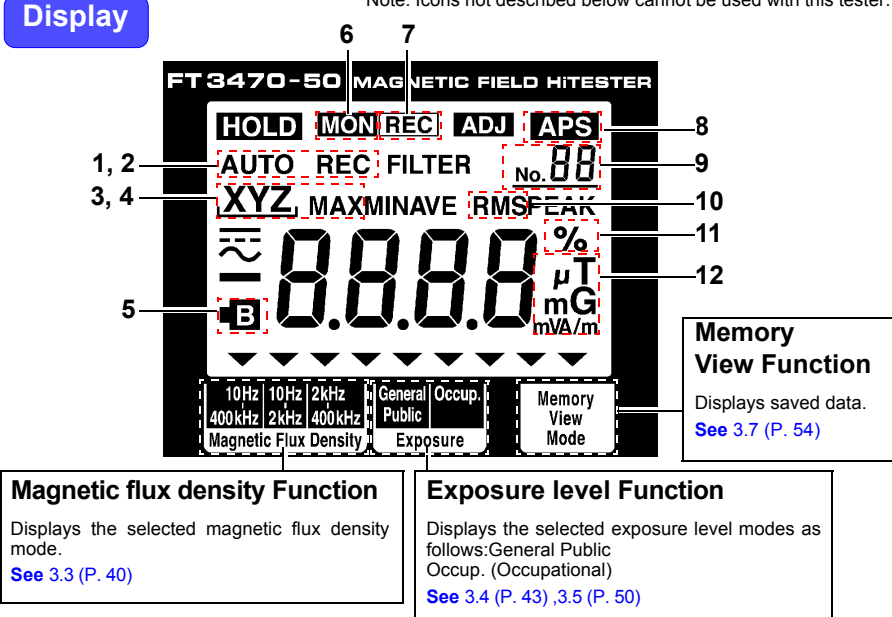 Note: Icons not described below cannot be used with this tester.
Display
6 7
FT3470-50 MAGNETIC FIELD HiTESTER
HOLD MON REC ADJ APS 8
1, 2 AUTO REC FILTER No. 88 9
3, 4 XYZ MAXMINAVE RMSPEAK 10
% 11
8.8.8.8 μT 12
5 B mG
mVA/m
10Hz 10Hz 2kHz General Occup. Memory
400kHz 2kHz 400kHz Public View
Magnetic Flux Density Exposure Mode
Memory
View Function
Displays saved data.
See 3.7 (P. 54)
Magnetic flux density Function
Displays the selected magnetic flux density
mode.
See 3.3 (P. 40)
Exposure level Function
Displays the selected exposure level modes as
follows:General Public
Occup. (Occupational)
See 3.4 (P. 43) ,3.5 (P. 50)